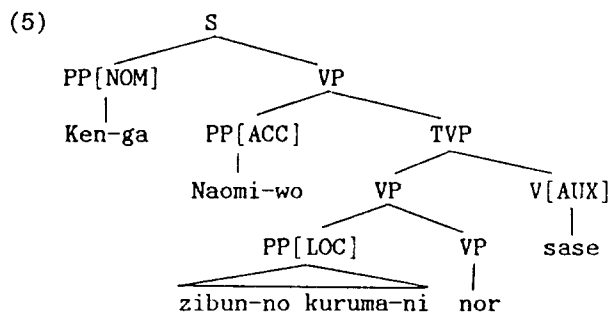 (5) S
PP[NOM] VP
Ken-ga PP[ACC] TVP
Naomi-wo VP V[AUX]
PP[LOC] VP sase
zibun-no kuruma-ni nor